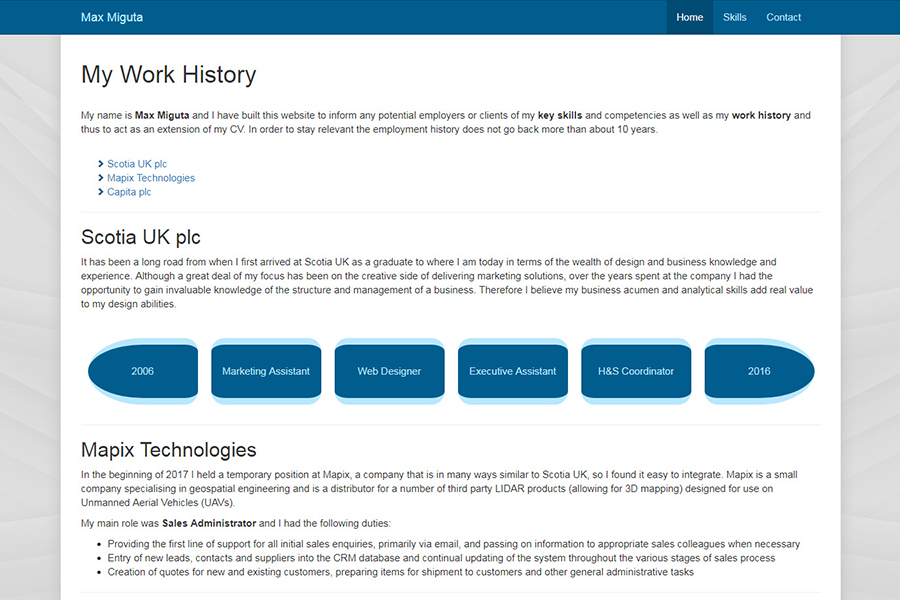 Max Miguta
Home
Skills
Contact
My Work History
My name is Max Miguta and I have built this website to inform any potential employers or clients of my key skills and competencies as well as my work history and
thus to act as an extension of my CV. In order to stay relevant the employment history does not go back more than about 10 years.
Scotia UK plc
Mapix Technologies
Capita plc
Scotia UK plc
It has been a long road from when I first arrived at Scotia UK as a graduate to where I am today in terms of the wealth of design and business knowledge and
experience. Although a great deal of my focus has been on the creative side of delivering marketing solutions, over the years spent at the company I had the
opportunity to gain invaluable knowledge of the structure and management of a business. Therefore I believe my business acumen and analytical skills add real value
to my design abilities.
2006
Marketing Assistant
Web Designer
Executive Assistant
H&S Coordinator
2016
Mapix Technologies
In the beginning of 2017 I held a temporary position at Mapix, a company that is in many ways similar to Scotia UK, so I found it easy to integrate. Mapix is a small
company specialising in geospatial engineering and is a distributor for a number of third party LIDAR products (allowing for 3D mapping) designed for use on
Unmanned Aerial Vehicles (UAVs).
My main role was Sales Administrator and I had the following duties:
• Providing the first line of support for all initial sales enquiries, primarily via email, and passing on information to appropriate sales colleagues when necessary
• Entry of new leads, contacts and suppliers into the CRM database and continual updating of the system throughout the various stages of sales process
• Creation of quotes for new and existing customers, preparing items for shipment to customers and other general administrative tasks